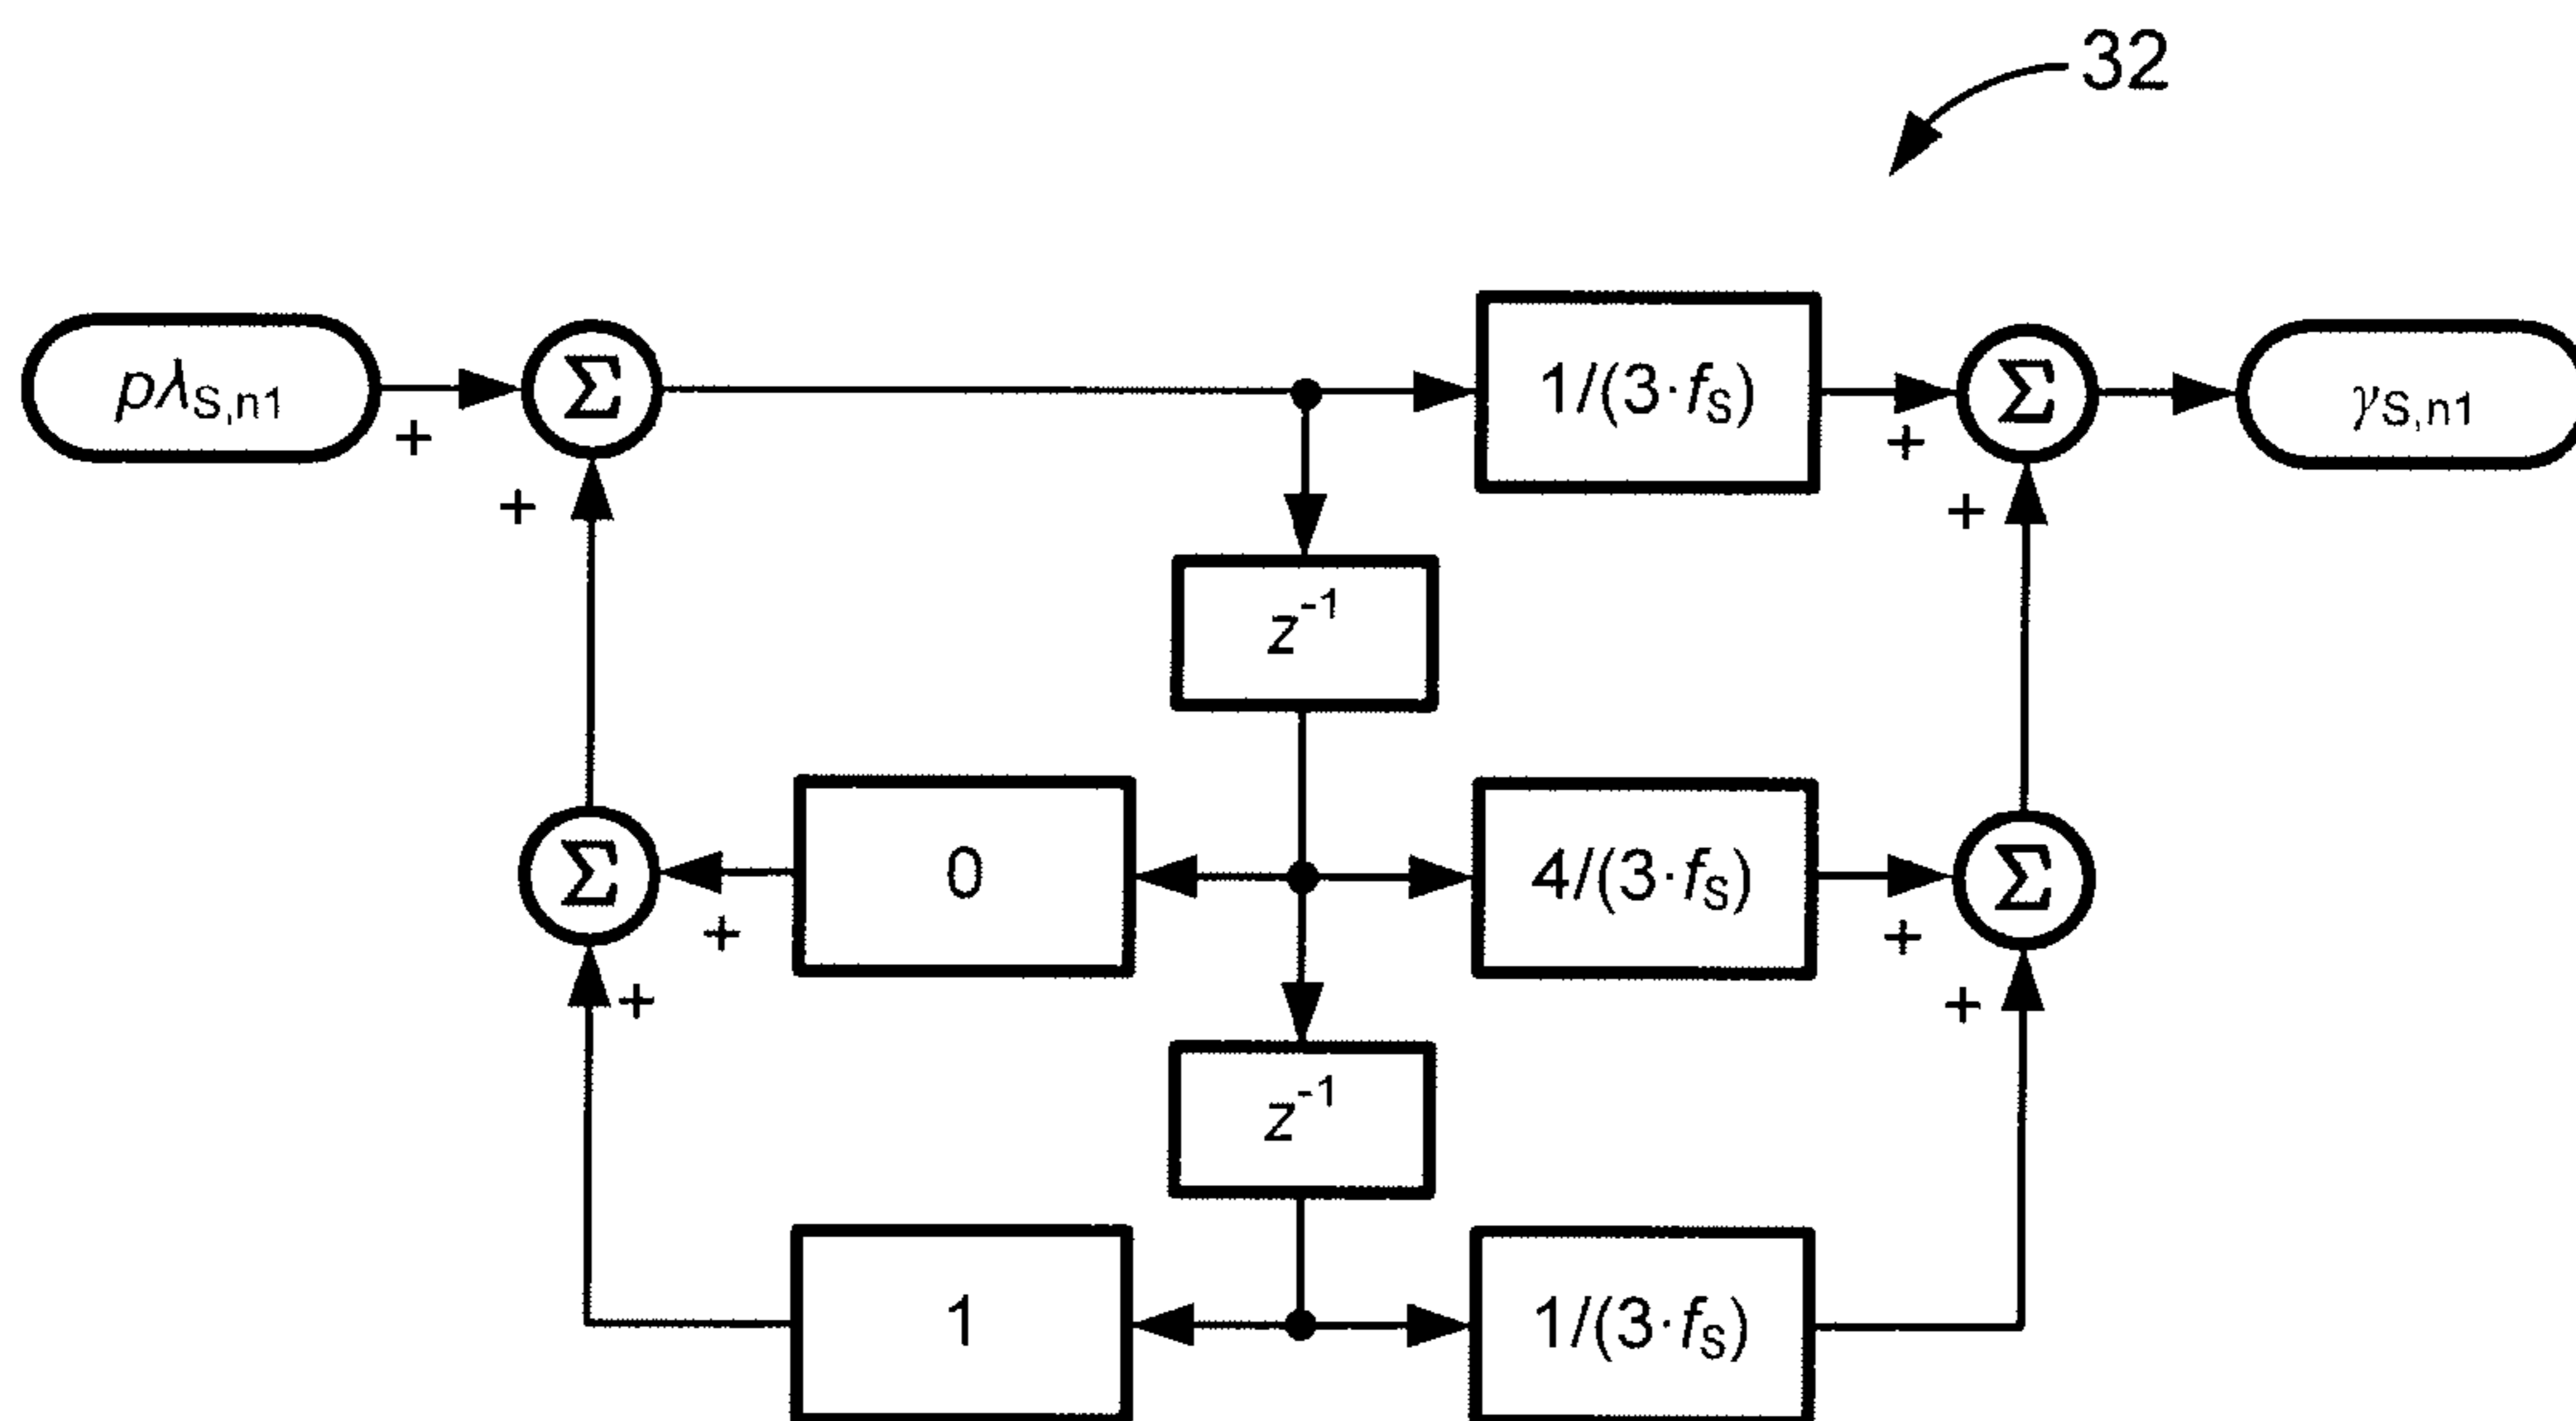 32
pλS,n1
+
Σ
1/(3·fS)
+
Σ
γS,n1
+
+
z-1
Σ
+
0
4/(3·fS)
+
Σ
+
+
z-1
1
1/(3·fS)